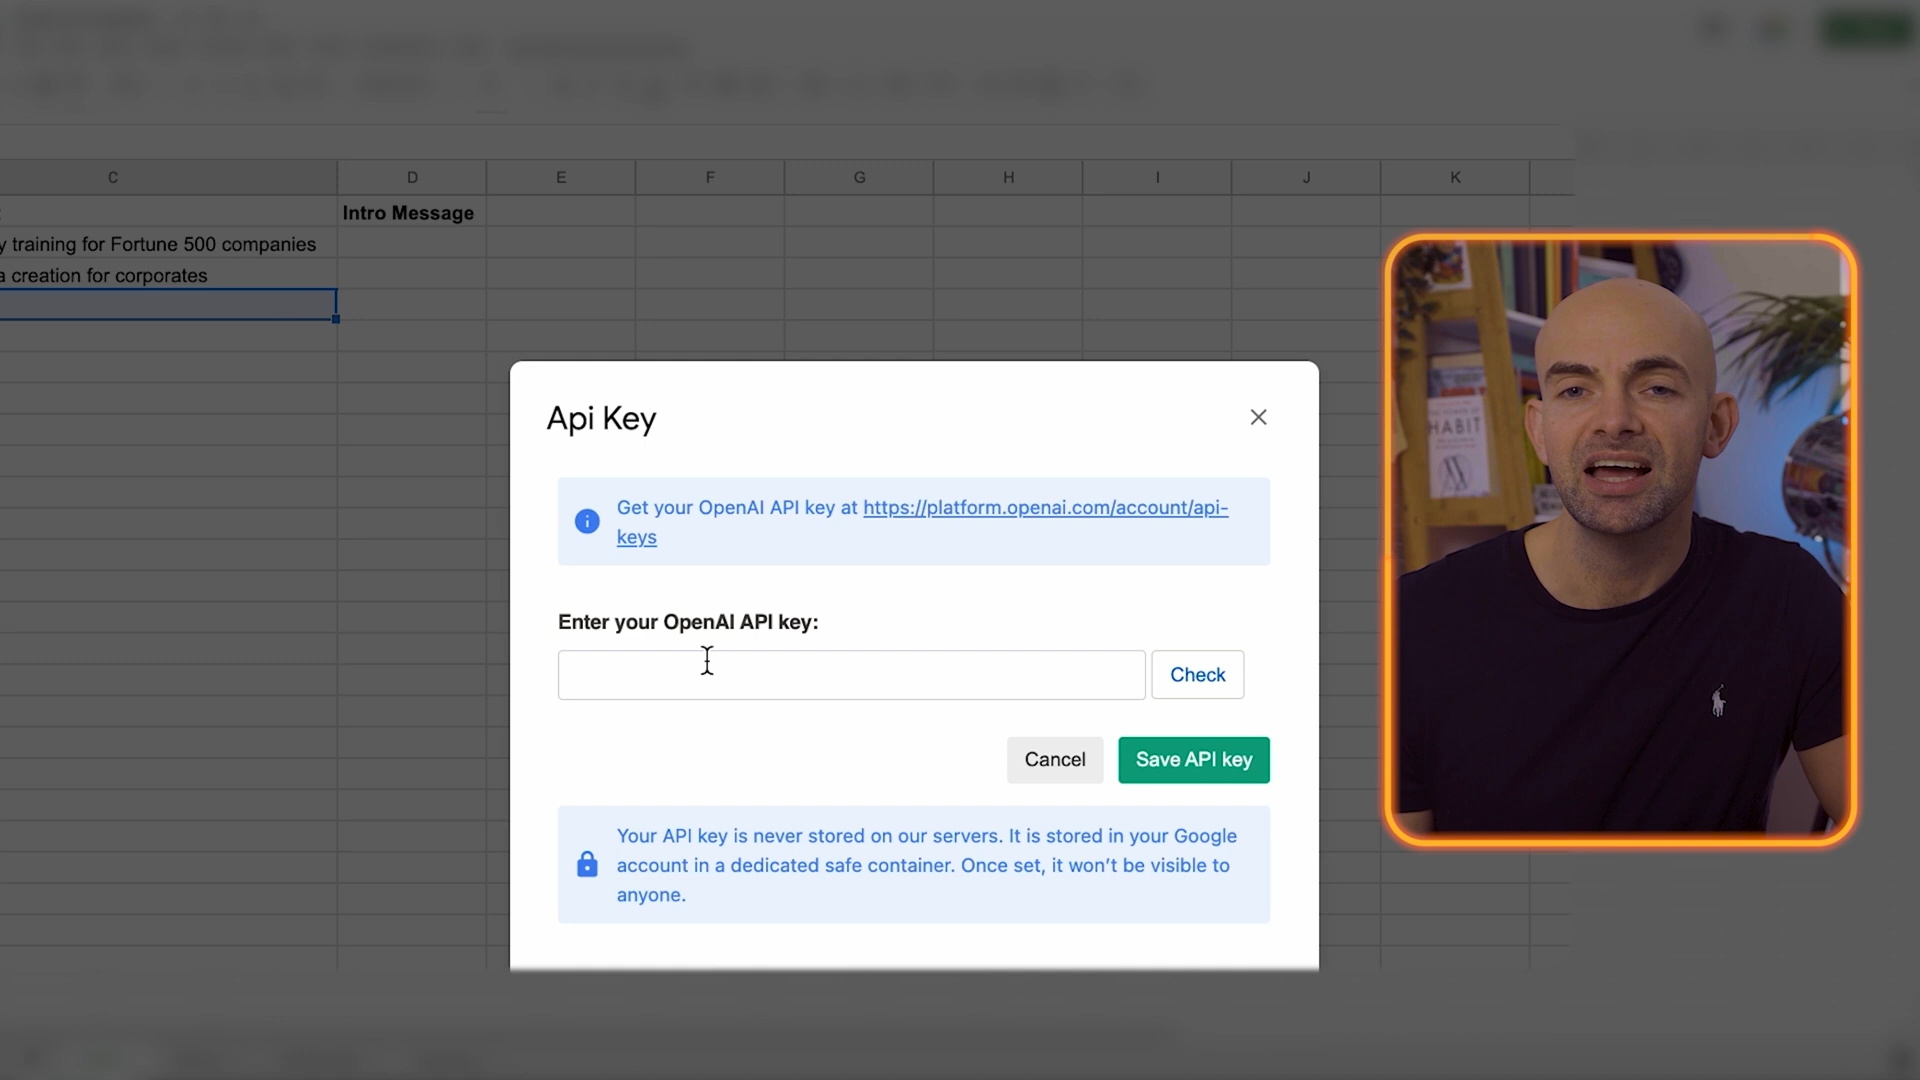 C D E F G H I J K
Intro Message
y training for Fortune 500 companies
a creation for corporates
Api Key
Get your OpenAI API key at https://platform.openai.com/account/api-
keys
Enter your OpenAI API key:
Check
Cancel Save API key
Your API key is never stored on our servers. It is stored in your Google
account in a dedicated safe container. Once set, it won't be visible to
anyone.
HABIT